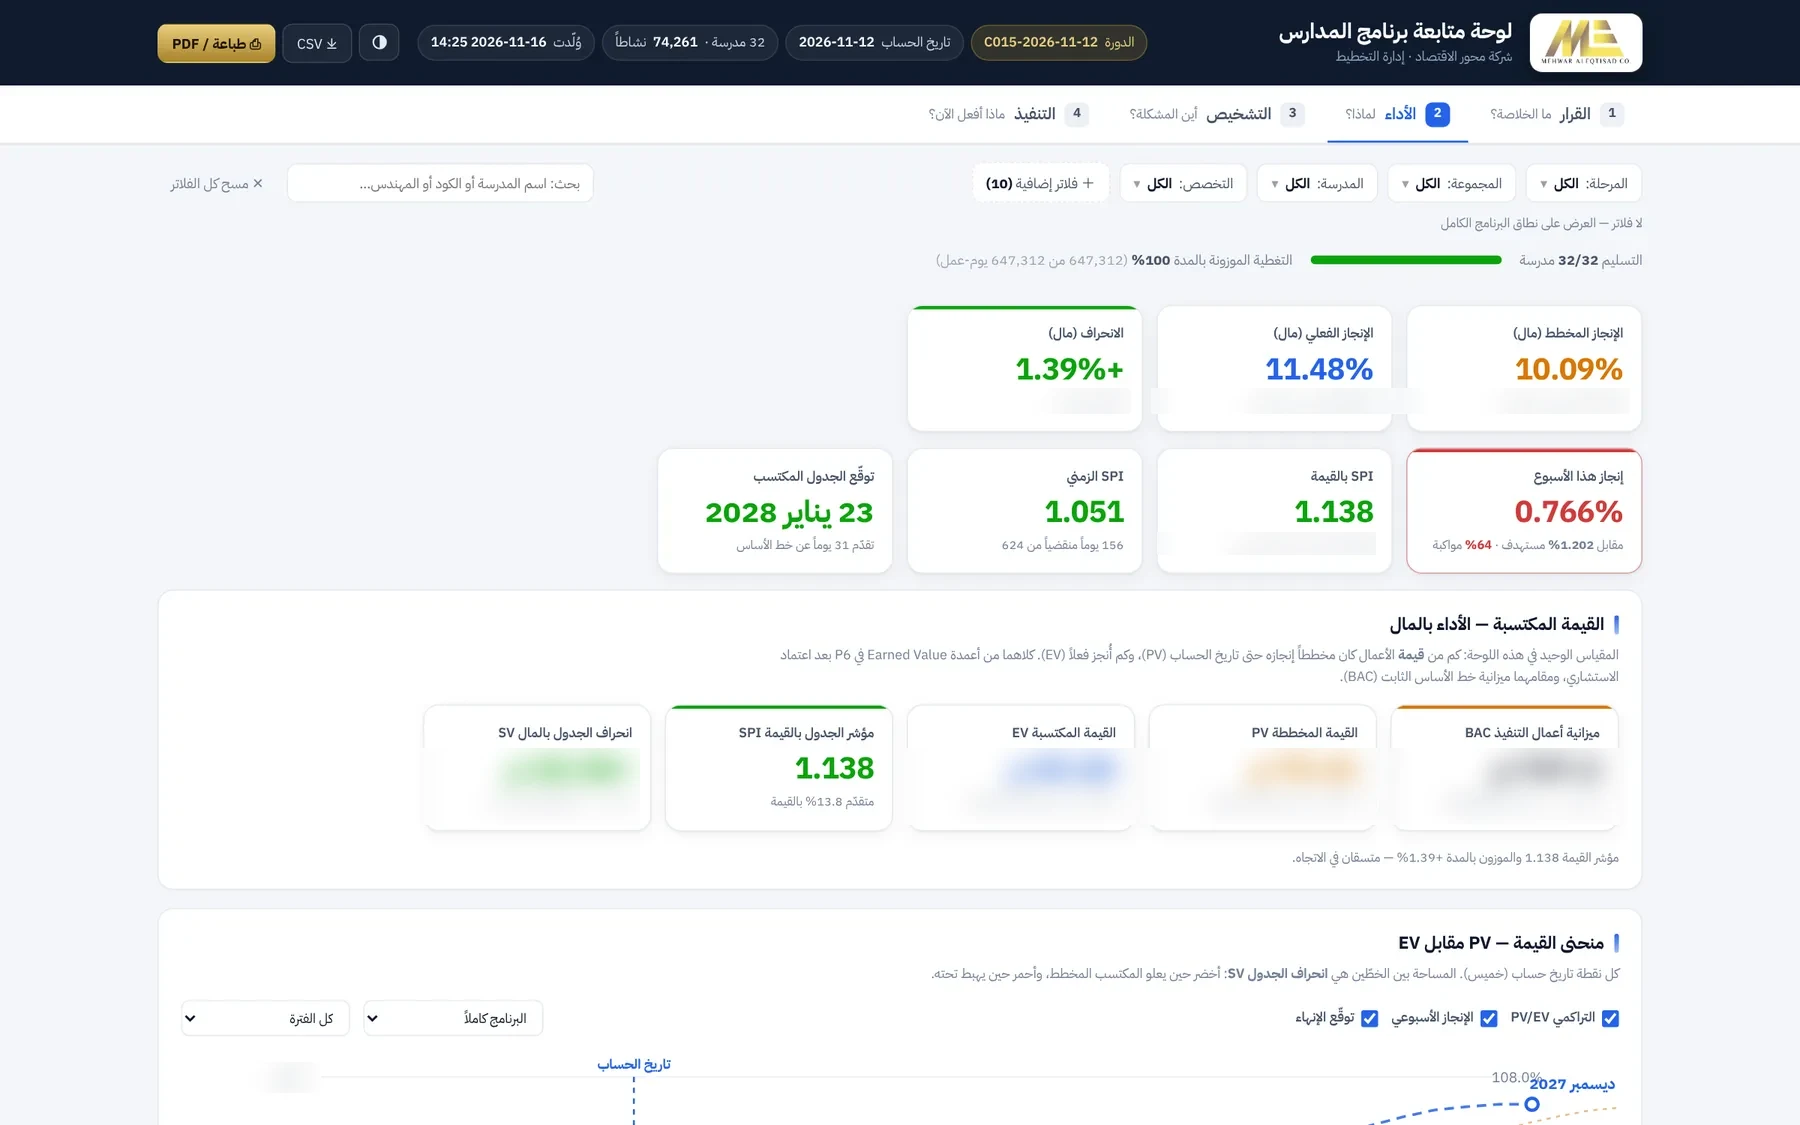 لوحة متابعة برنامج المدارس
شركة محور الاقتصاد · إدارة التخطيط
MEHWAR ALEQTISAD CO
الدورة C015-2026-11-12
تاريخ الحساب 2026-11-12
32 مدرسة · 74,261 نشاطاً
وُلّدت 2026-11-16 14:25
CSV
طباعة / PDF
1 القرار ما الخلاصة؟
2 الأداء لماذا؟
3 التشخيص أين المشكلة؟
4 التنفيذ ماذا أفعل الآن؟
المرحلة: الكل
المجموعة: الكل
المدرسة: الكل
التخصص: الكل
+ فلاتر إضافية (10)
بحث: اسم المدرسة أو الكود أو المهندس...
✕ مسح كل الفلاتر
لا فلاتر — العرض على نطاق البرنامج الكامل
التسليم 32/32 مدرسة
التغطية الموزونة بالمدة 100% (647,312 من 647,312 يوم-عمل)
الإنجاز المخطط (مال)
10.09%
الإنجاز الفعلي (مال)
11.48%
الانحراف (مال)
+1.39%
إنجاز هذا الأسبوع
0.766%
مقابل 1.202% مستهدف · 64% مواكبة
SPI بالقيمة
1.138
SPI الزمني
1.051
156 يوماً منقضياً من 624
توقّع الجدول المكتسب
23 يناير 2028
تقدّم 31 يوماً عن خط الأساس
القيمة المكتسبة — الأداء بالمال
المقياس الوحيد في هذه اللوحة: كم من قيمة الأعمال كان مخططاً إنجازه حتى تاريخ الحساب (PV)، وكم أُنجز فعلاً (EV). كلاهما من أعمدة Earned Value في P6 بعد اعتماد
الاستشاري، ومقامهما ميزانية خط الأساس الثابت (BAC).
ميزانية أعمال التنفيذ BAC
القيمة المخططة PV
القيمة المكتسبة EV
مؤشر الجدول بالقيمة SPI
1.138
متقدّم 13.8% بالقيمة
انحراف الجدول بالمال SV
مؤشر القيمة 1.138 والموزون بالمدة +1.39% — متسقان في الاتجاه.
منحنى القيمة — PV مقابل EV
كل نقطة تاريخ حساب (خميس). المساحة بين الخطّين هي انحراف الجدول SV: أخضر حين يعلو المكتسب المخطط، وأحمر حين يهبط تحته.
التراكمي PV/EV
الإنجاز الأسبوعي
توقّع الإنهاء
البرنامج كاملاً
كل الفترة
تاريخ الحساب
108.0%
ديسمبر 2027